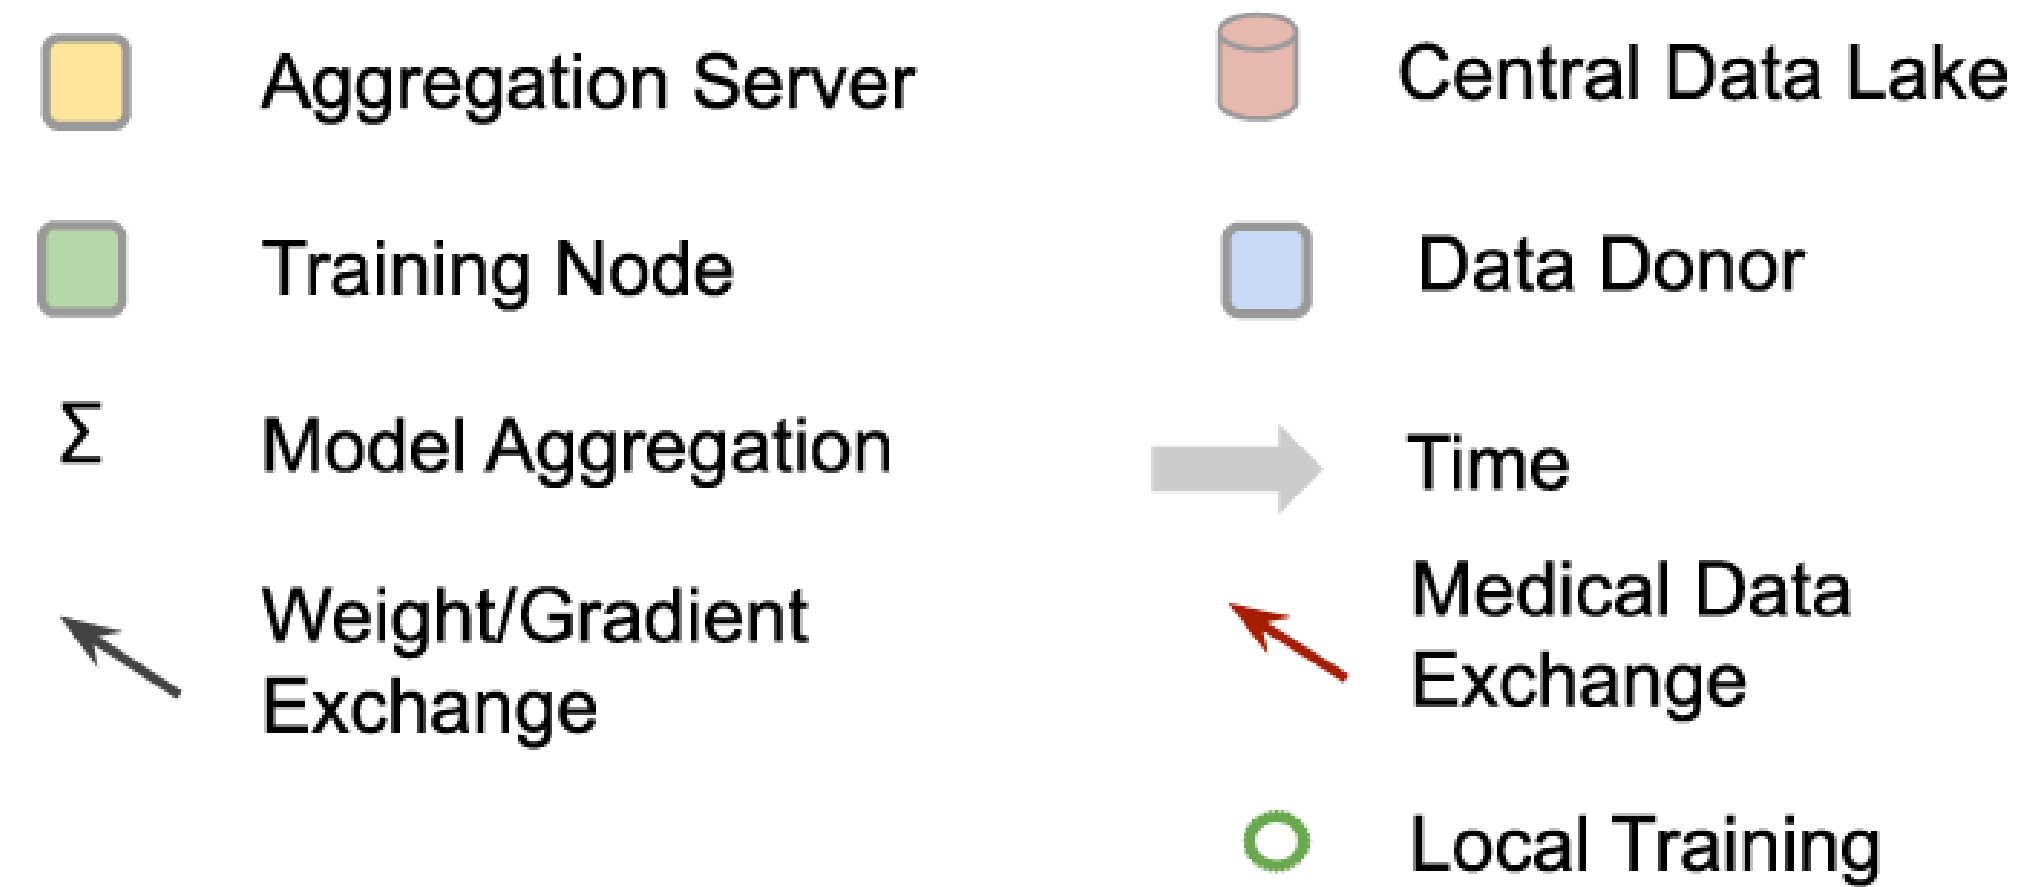 Aggregation Server
Training Node
Σ Model Aggregation
Weight/Gradient
Exchange
Central Data Lake
Data Donor
Time
Medical Data
Exchange
Local Training